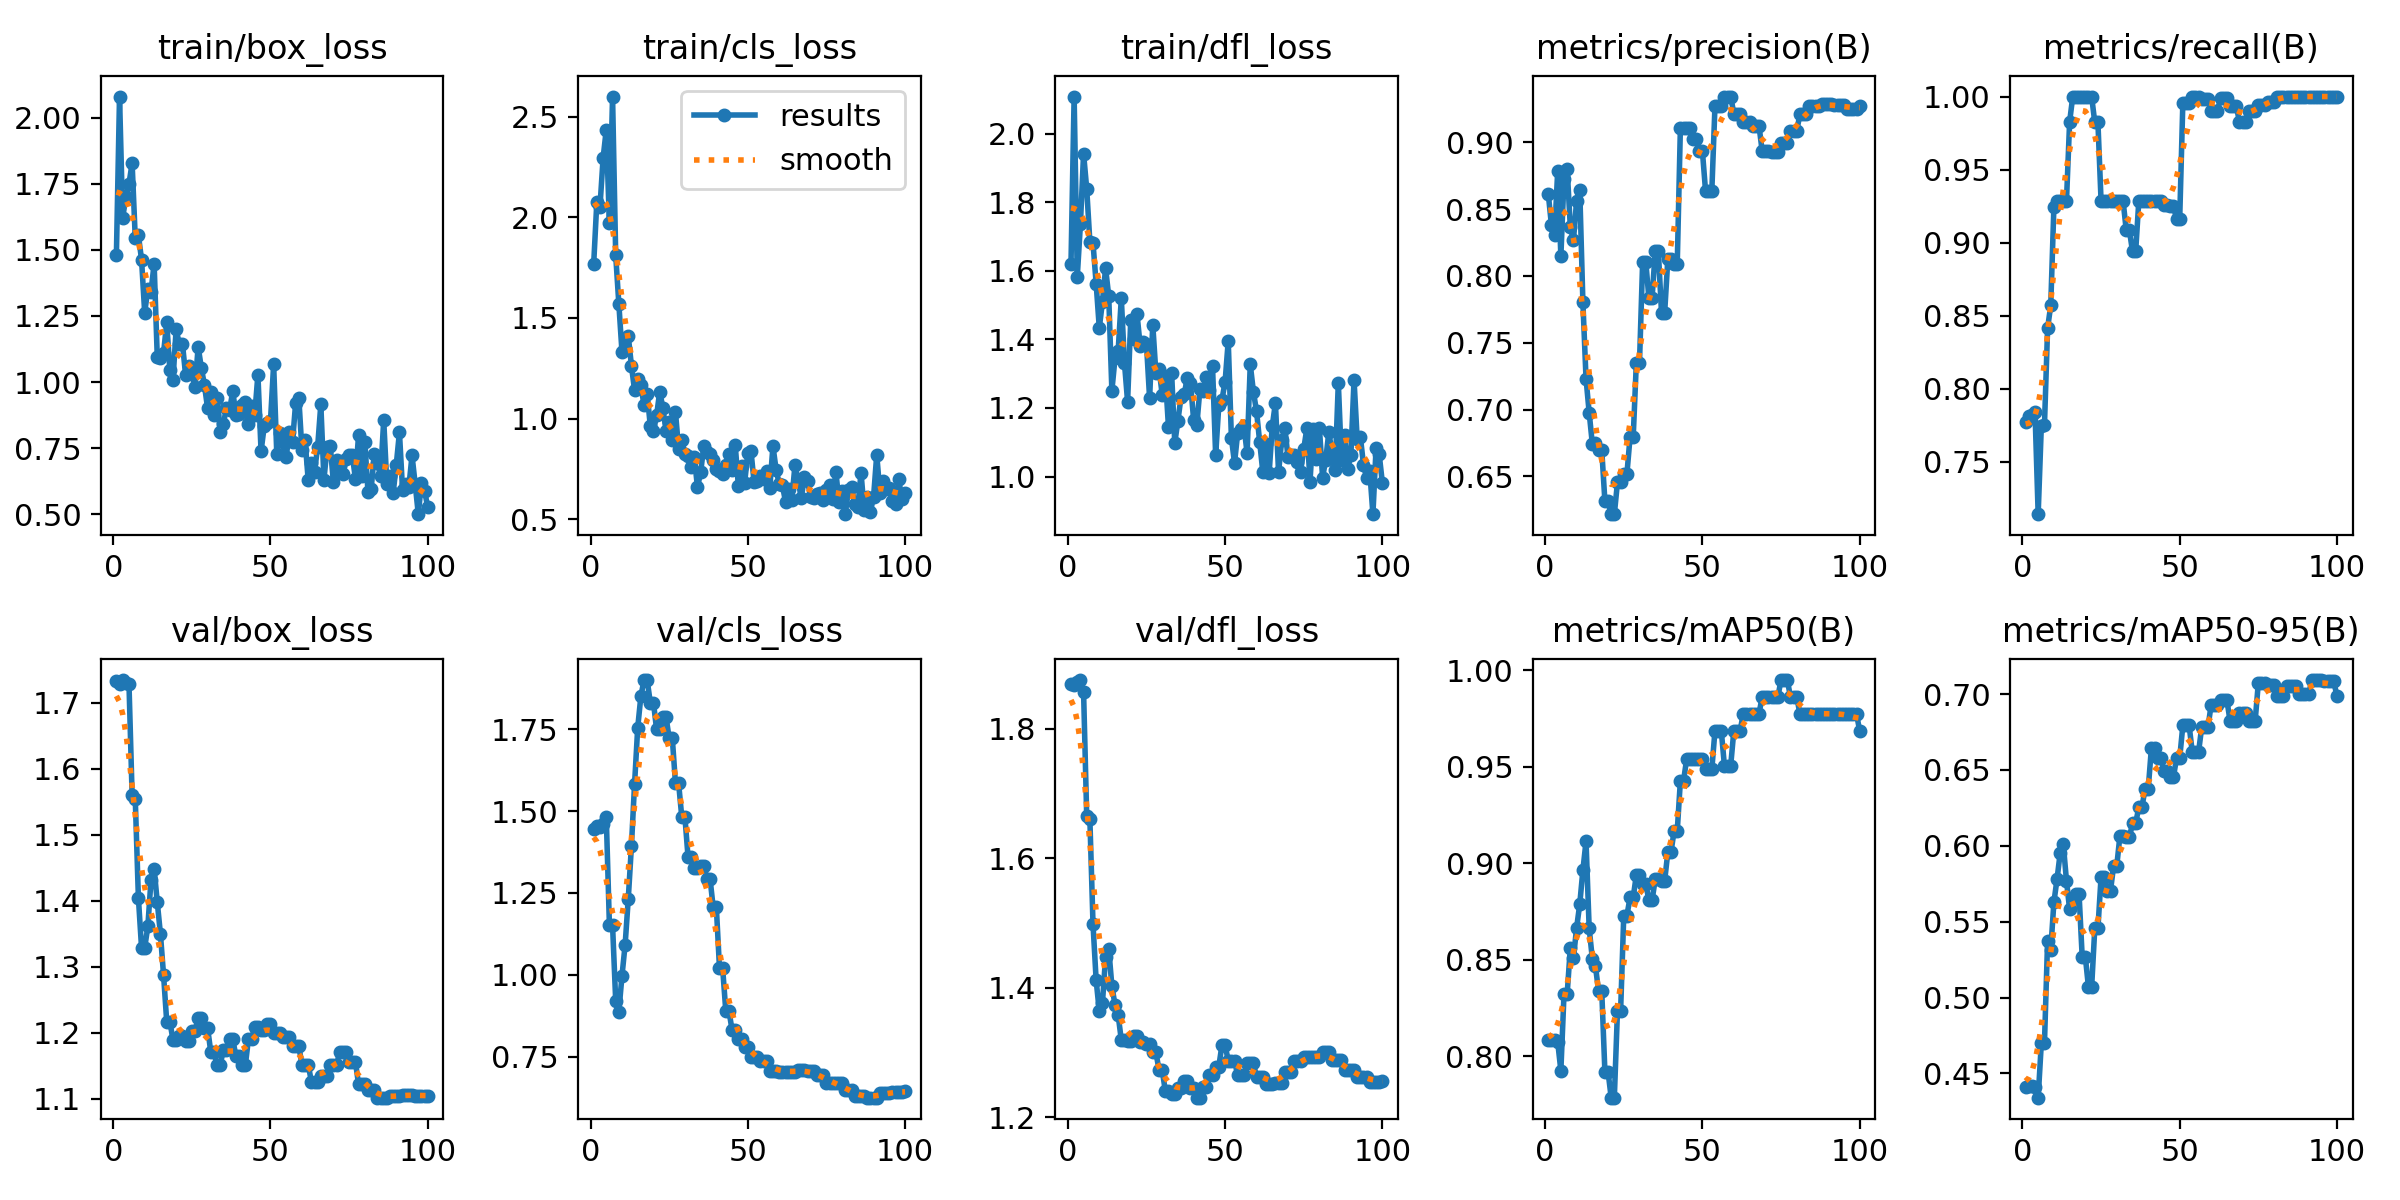 train/box_loss
2.00
1.75
1.50
1.25
1.00
0.75
0.50
0 50 100
train/cls_loss
results
smooth
2.5
2.0
1.5
1.0
0.5
0 50 100
train/dfl_loss
2.0
1.8
1.6
1.4
1.2
1.0
0 50 100
metrics/precision(B)
0.90
0.85
0.80
0.75
0.70
0.65
0 50 100
metrics/recall(B)
1.00
0.95
0.90
0.85
0.80
0.75
0 50 100
val/box_loss
1.7
1.6
1.5
1.4
1.3
1.2
1.1
0 50 100
val/cls_loss
1.75
1.50
1.25
1.00
0.75
0 50 100
val/dfl_loss
1.8
1.6
1.4
1.2
0 50 100
metrics/mAP50(B)
1.00
0.95
0.90
0.85
0.80
0 50 100
metrics/mAP50-95(B)
0.70
0.65
0.60
0.55
0.50
0.45
0 50 100